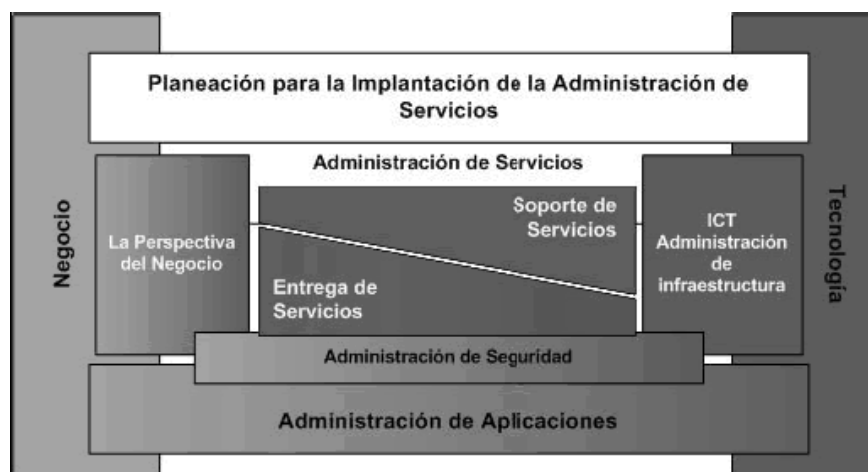 Planeación para la Implantación de la Administración de
Servicios
Administración de Servicios
Negocio
La Perspectiva
del Negocio
Soporte de
Servicios
Entrega de
Servicios
ICT
Administración
de
infraestructura
Tecnología
Administración de Seguridad
Administración de Aplicaciones